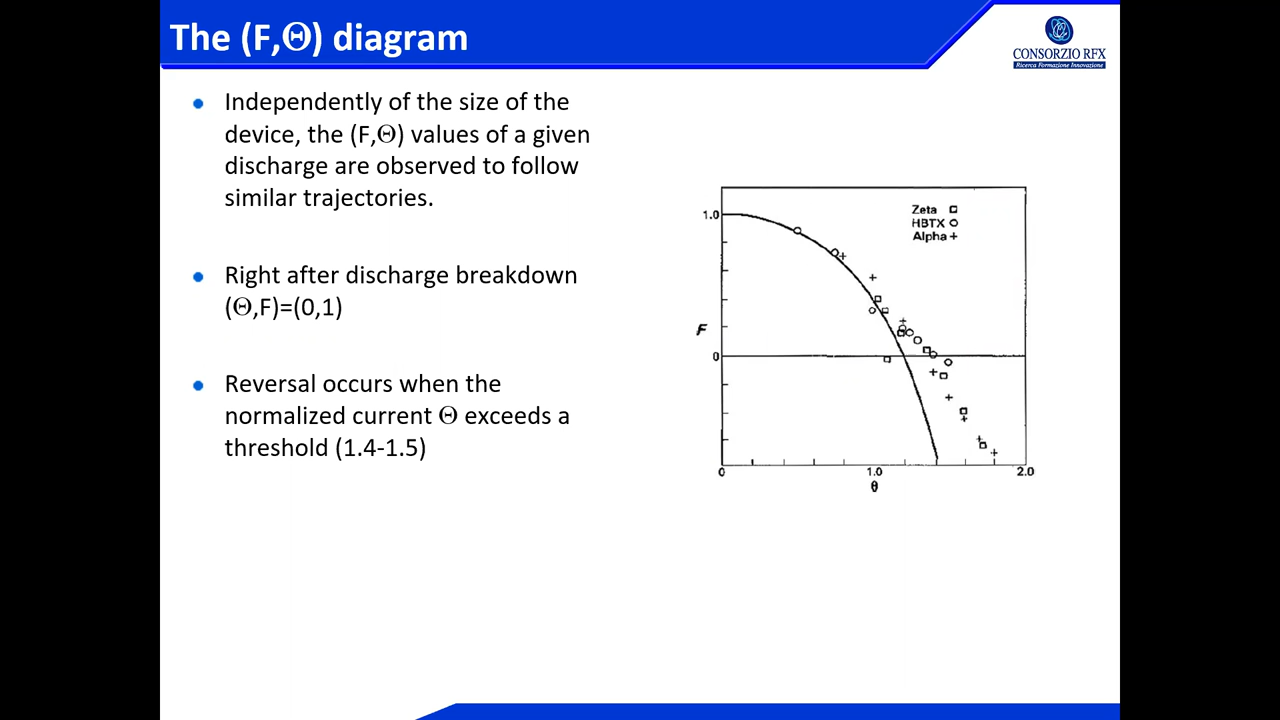 The (F,Θ) diagram
CONSORZIO RFX
Ricerca Formazione Innovazione
Independently of the size of the
device, the (F,Θ) values of a given
discharge are observed to follow
similar trajectories.
Right after discharge breakdown
(Θ,F)=(0,1)
Reversal occurs when the
normalized current Θ exceeds a
threshold (1.4-1.5)
Zeta
HBTX
Alpha +
1.0
F
0
0 1.0 2.0
θ